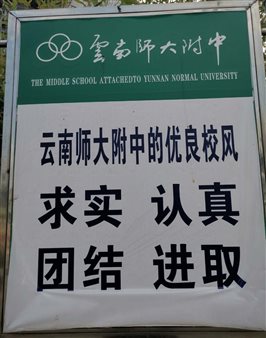 雲南师大附中
THE MIDDLE SCHOOL ATTACHEDTO YUNNAN NORMAL UNIVERSITY
云南师大附中的优良校风
求实 认真
团结 进取